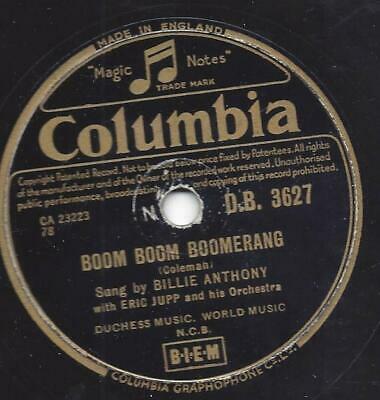 MADE IN ENGLAND
"Magic Notes"
TRADE MARK
Columbia
Copyright Patented Record. Not to be sold below price fixed by Patentees. All rights
of the manufacturer and of the Owner of the recorded work reserved. Unauthorised
public performance, broadcasting and copying of this record prohibited.
CA 23223
78
N
D.B. 3627
BOOM BOOM BOOMERANG
(Coleman)
Sung by BILLIE ANTHONY
with ERIC JUPP and his Orchestra
DUCHESS MUSIC. WORLD MUSIC
N.C.B.
B·I·E·M
COLUMBIA GRAPHOPHONE Co. LTD.